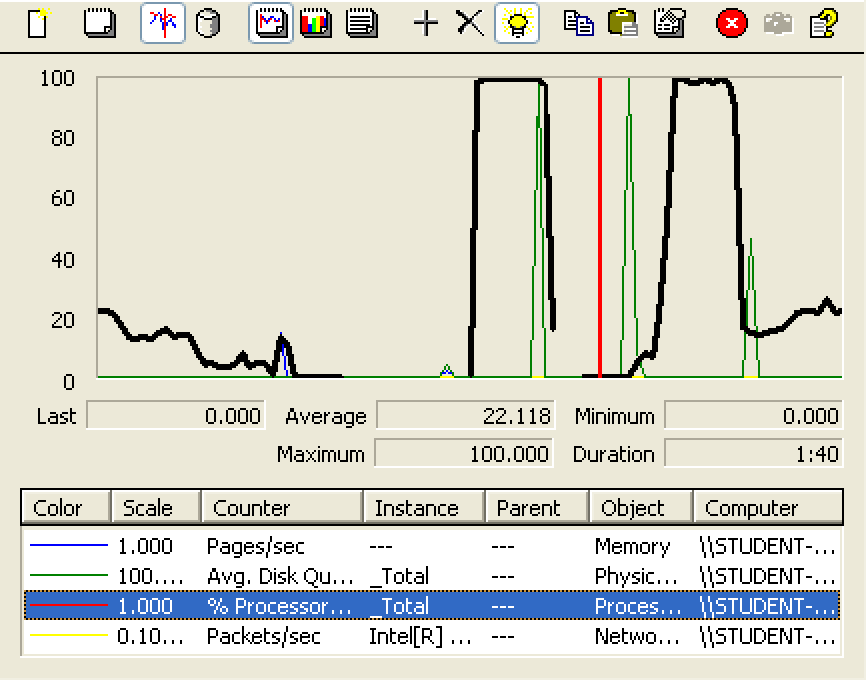 100
80
60
40
20
0
Last 0.000 Average 22.118 Minimum 0.000
Maximum 100.000 Duration 1:40
Color Scale Counter Instance Parent Object Computer
1.000 Pages/sec --- --- Memory \\STUDENT-...
100.... Avg. Disk Qu... _Total --- Physic... \\STUDENT-...
1.000 % Processor... _Total --- Proces... \\STUDENT-...
0.10... Packets/sec Intel[R] ... --- Netwo... \\STUDENT-...